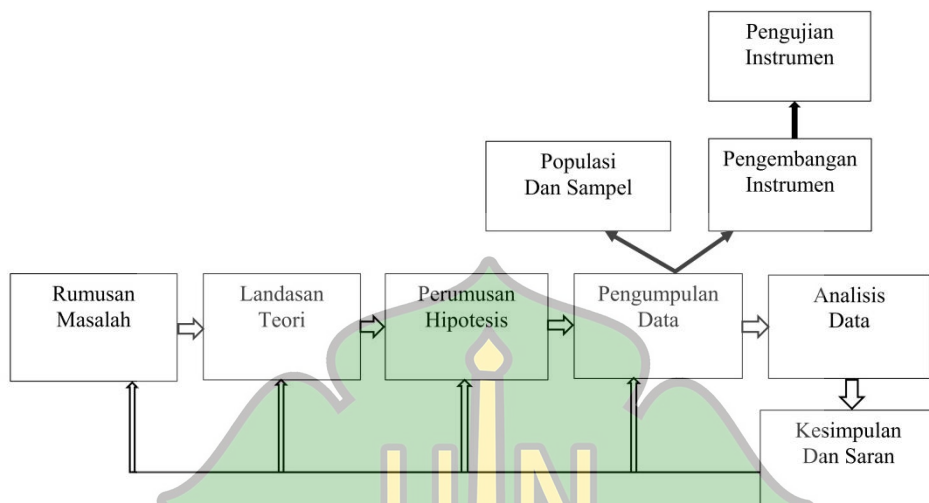 Pengujian
Instrumen
Populasi
Dan Sampel
Pengembangan
Instrumen
Rumusan
Masalah
Landasan
Teori
Perumusan
Hipotesis
Pengumpulan
Data
Analisis
Data
Kesimpulan
Dan Saran
UIN